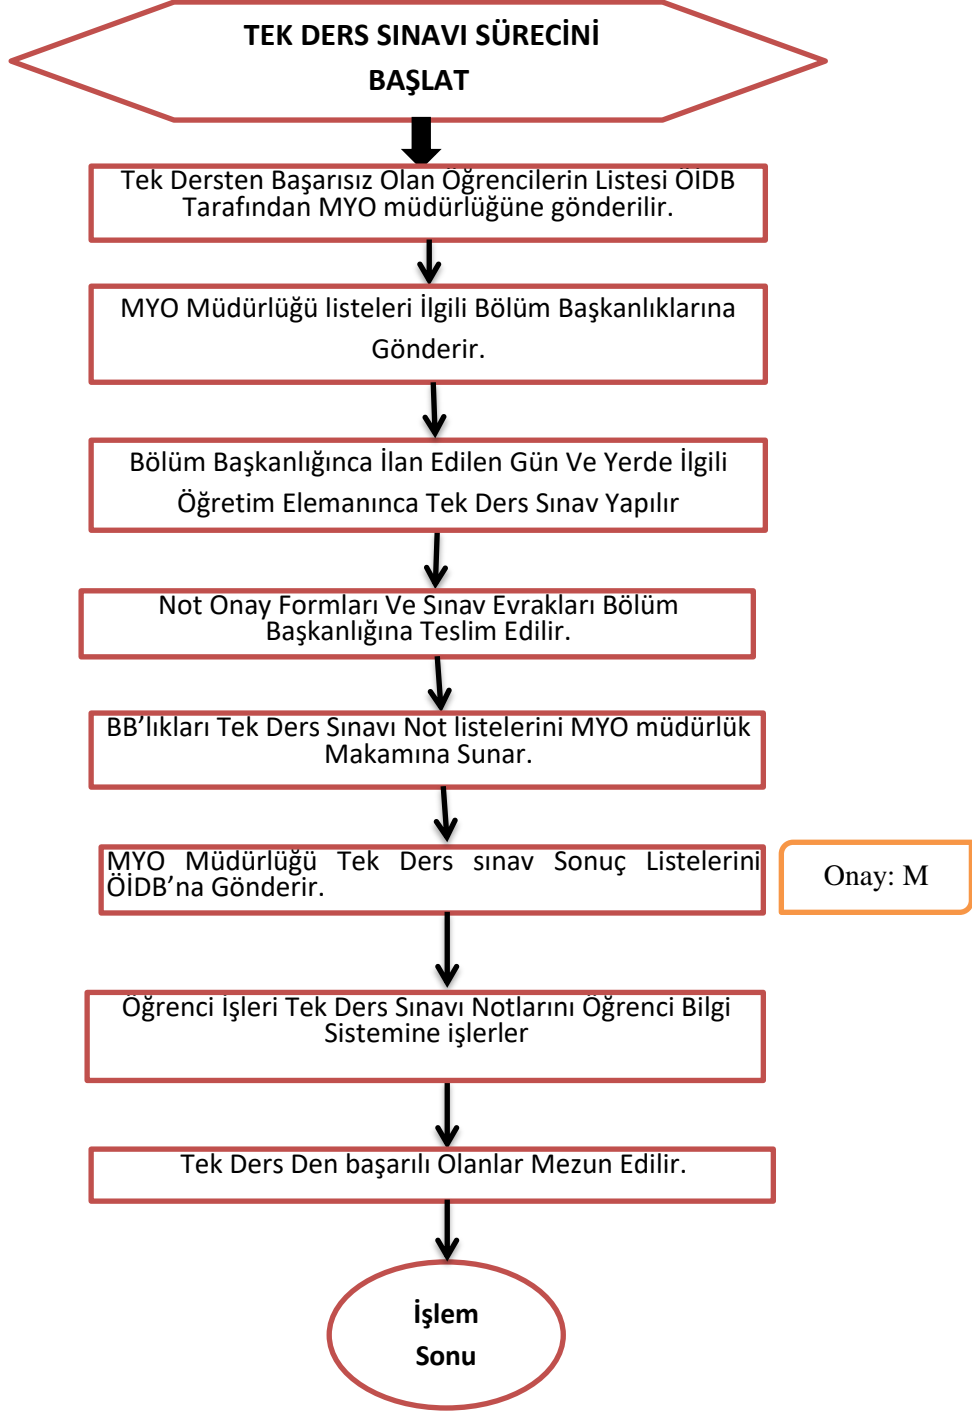 TEK DERS SINAVI SÜRECİNİ
BAŞLAT
Tek Dersten Başarısız Olan Öğrencilerin Listesi ÖİDB
Tarafından MYO müdürlüğüne gönderilir.
MYO Müdürlüğü listeleri İlgili Bölüm Başkanlıklarına
Gönderir.
Bölüm Başkanlığınca İlan Edilen Gün Ve Yerde İlgili
Öğretim Elemanınca Tek Ders Sınav Yapılır
Not Onay Formları Ve Sınav Evrakları Bölüm
Başkanlığına Teslim Edilir.
BB’lıkları Tek Ders Sınavı Not listelerini MYO müdürlük
Makamına Sunar.
MYO Müdürlüğü Tek Ders sınav Sonuç Listelerini
ÖİDB’na Gönderir.
Onay: M
Öğrenci İşleri Tek Ders Sınavı Notlarını Öğrenci Bilgi
Sistemine işlerler
Tek Ders Den başarılı Olanlar Mezun Edilir.
İşlem
Sonu